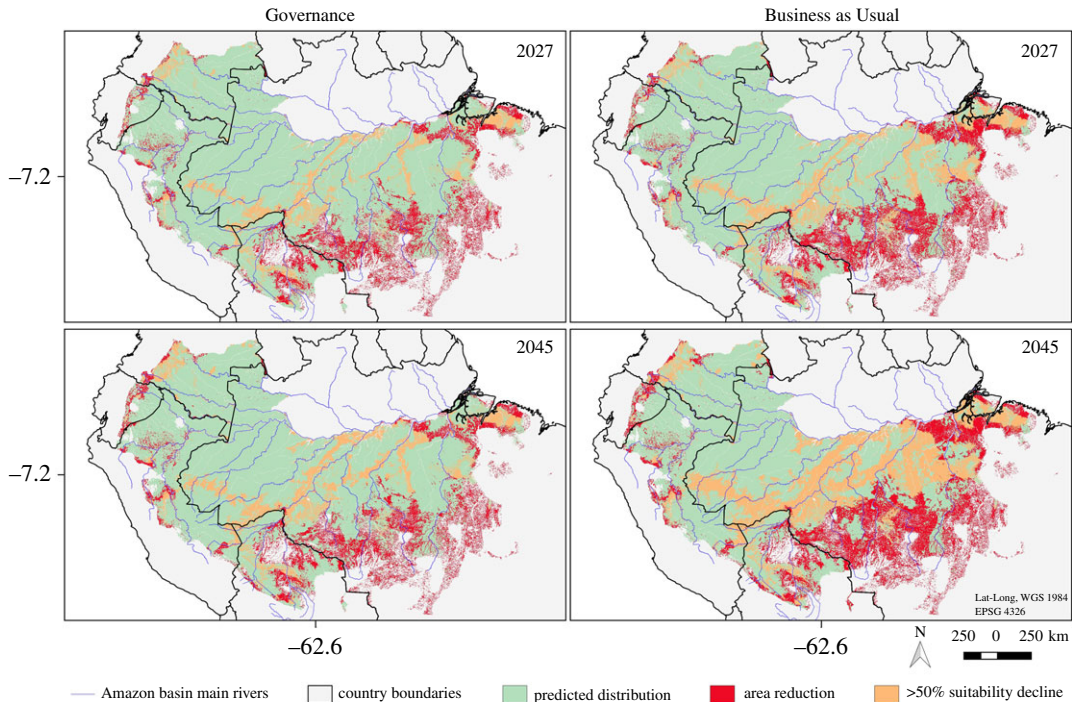 Governance
Business as Usual
2027
2027
−7.2
2045
2045
−7.2
Lat-Long, WGS 1984
EPSG 4326
−62.6
−62.6
N
250 0 250 km
Amazon basin main rivers
country boundaries
predicted distribution
area reduction
>50% suitability decline